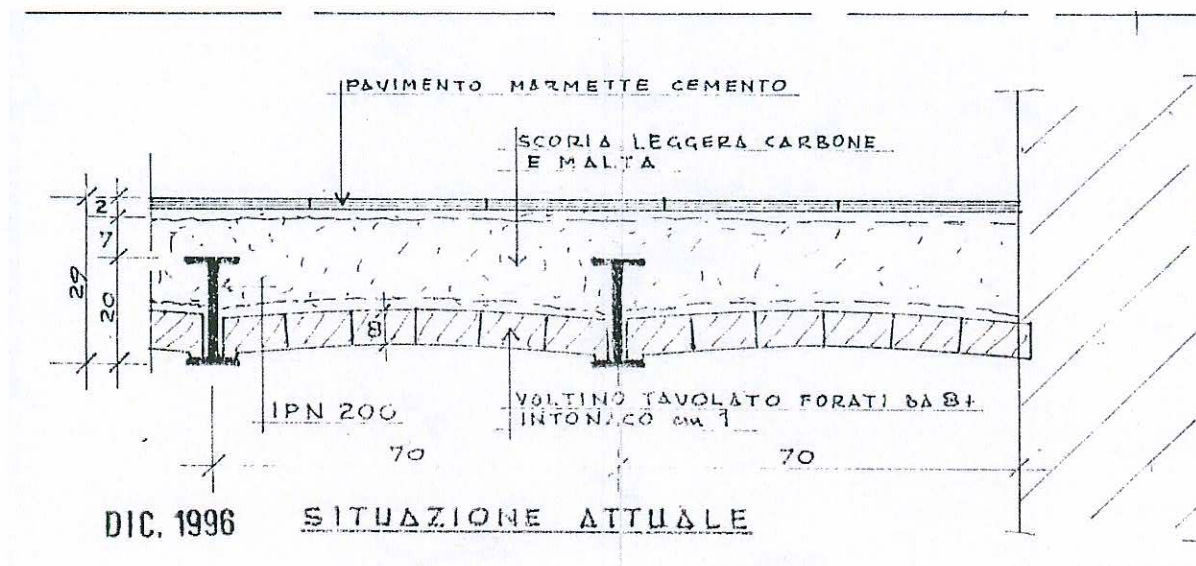 PAVIMENTO MARMETTE CEMENTO
SCORIA LEGGERA CARBONE
E MALTA
2
7
29
20
8
IPN 200
VOLTINO TAVOLATO FORATI DA 8+
INTONACO cm 1
70
70
DIC. 1996
SITUAZIONE ATTUALE